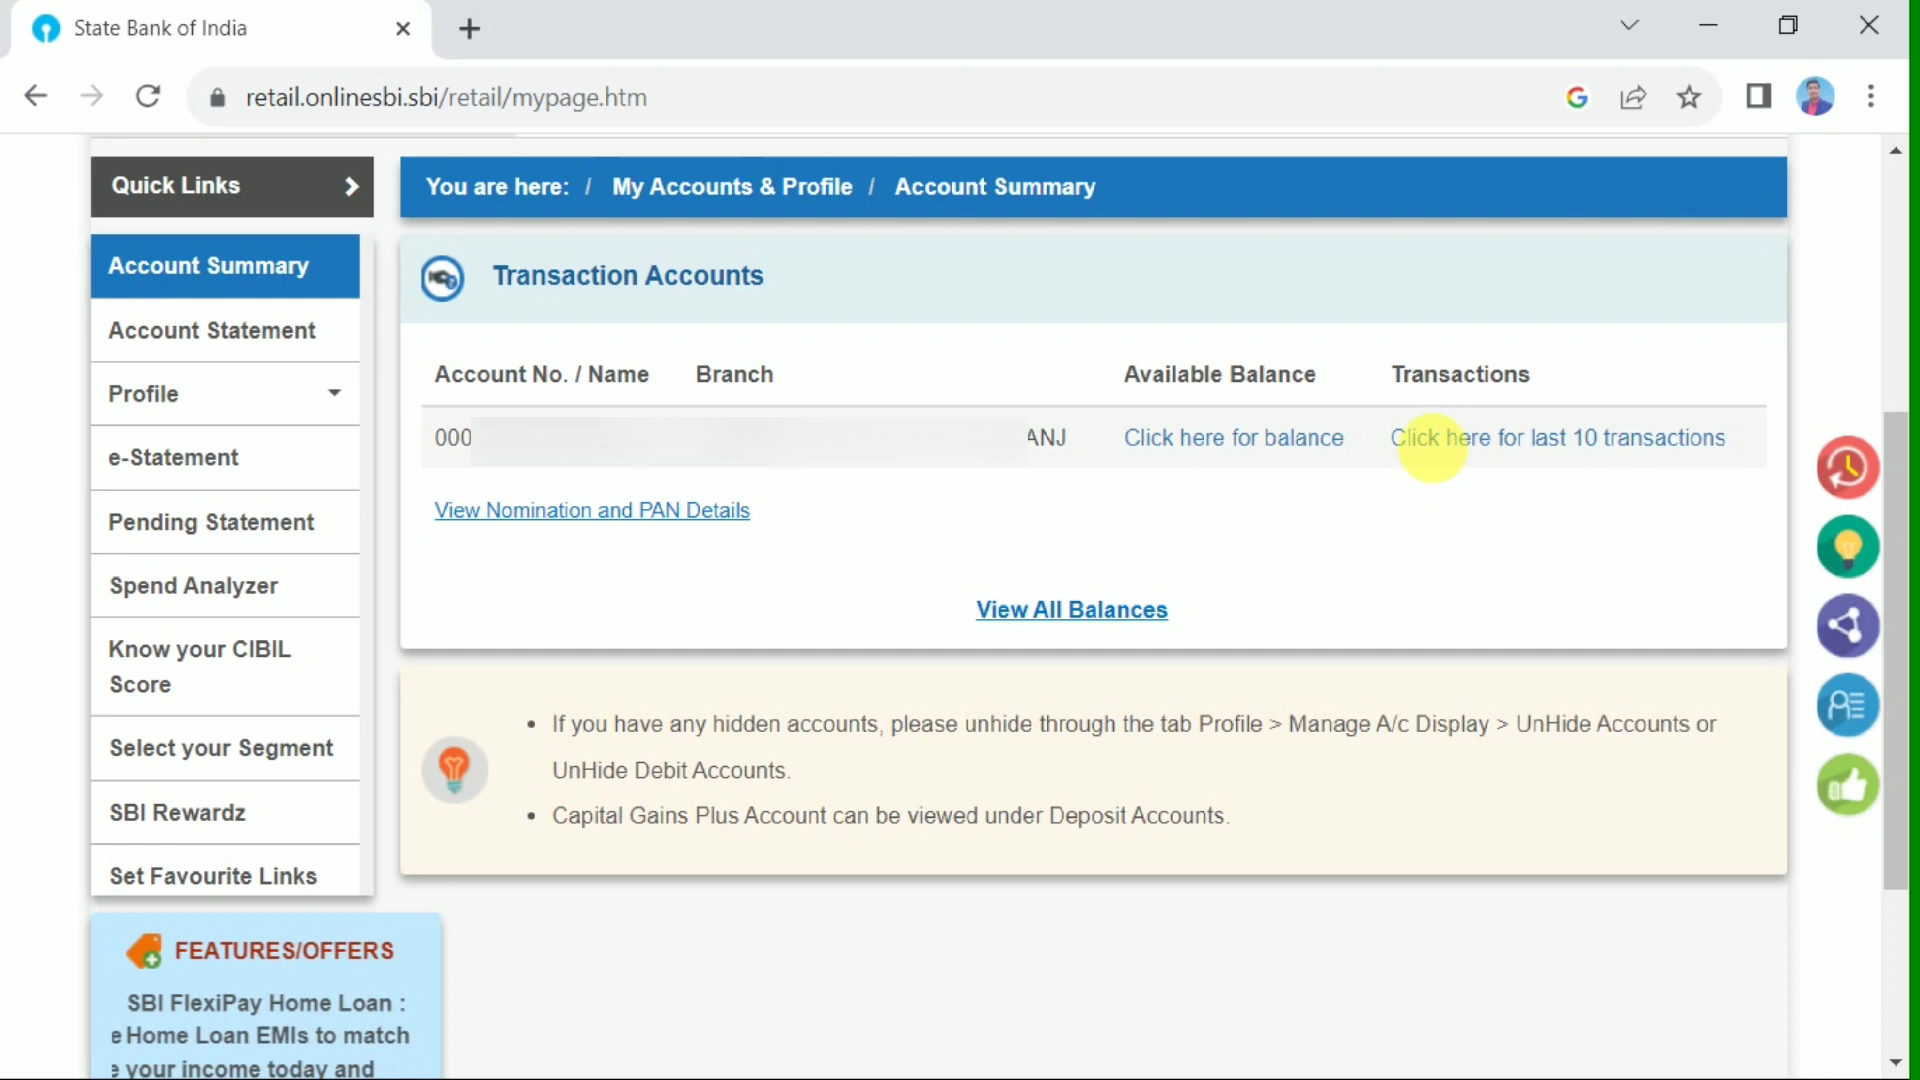 State Bank of India
retail.onlinesbi.sbi/retail/mypage.htm
Quick Links
You are here: / My Accounts & Profile / Account Summary
Account Summary
Account Statement
Profile
e-Statement
Pending Statement
Spend Analyzer
Know your CIBIL
Score
Select your Segment
SBI Rewardz
Set Favourite Links
Transaction Accounts
Account No. / Name Branch Available Balance Transactions
000 ANJ Click here for balance Click here for last 10 transactions
View Nomination and PAN Details
View All Balances
• If you have any hidden accounts, please unhide through the tab Profile > Manage A/c Display > UnHide Accounts or
UnHide Debit Accounts.
• Capital Gains Plus Account can be viewed under Deposit Accounts.
FEATURES/OFFERS
SBI FlexiPay Home Loan :
e Home Loan EMIs to match
your income today and